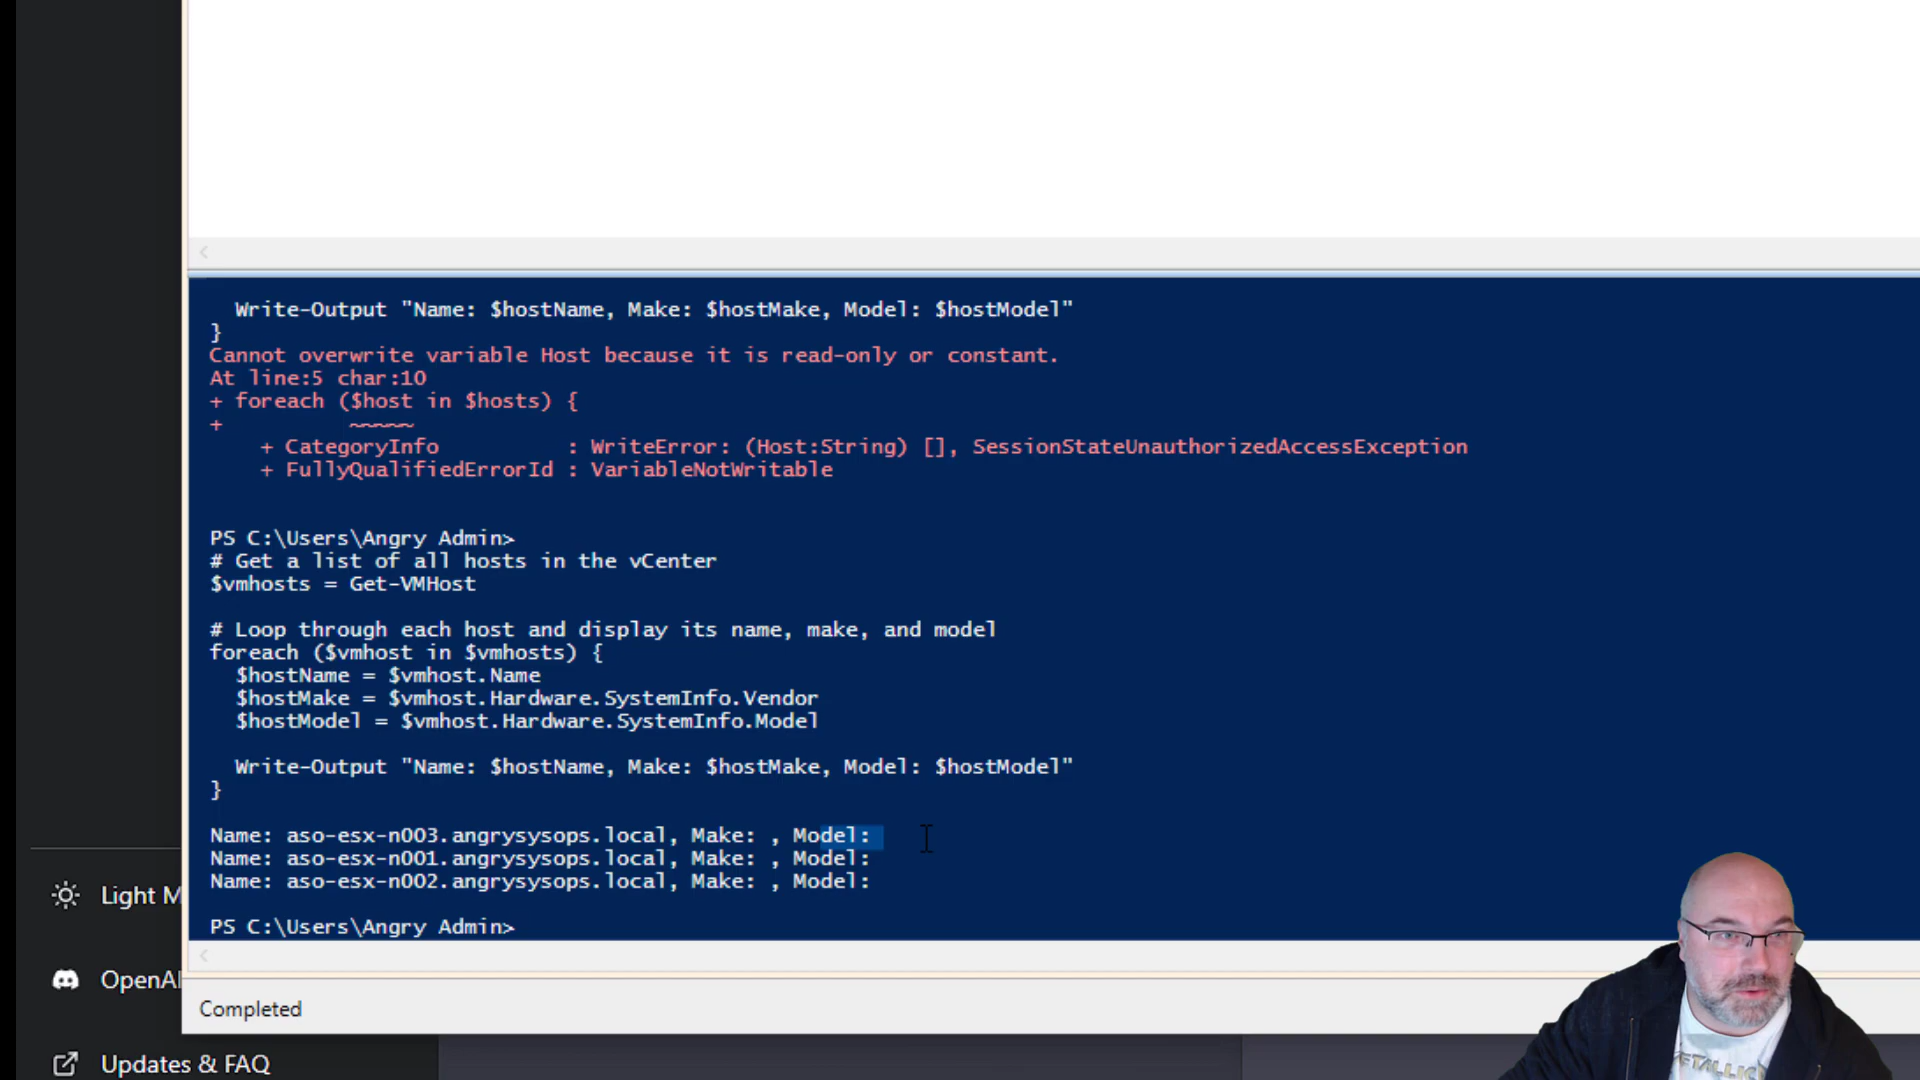 Write-Output "Name: $hostName, Make: $hostMake, Model: $hostModel"
}
Cannot overwrite variable Host because it is read-only or constant.
At line:5 char:10
+ foreach ($host in $hosts) {
+          ~~~~~
    + CategoryInfo          : WriteError: (Host:String) [], SessionStateUnauthorizedAccessException
    + FullyQualifiedErrorId : VariableNotWritable
PS C:\Users\Angry Admin>
# Get a list of all hosts in the vCenter
$vmhosts = Get-VMHost
# Loop through each host and display its name, make, and model
foreach ($vmhost in $vmhosts) {
  $hostName = $vmhost.Name
  $hostMake = $vmhost.Hardware.SystemInfo.Vendor
  $hostModel = $vmhost.Hardware.SystemInfo.Model
  Write-Output "Name: $hostName, Make: $hostMake, Model: $hostModel"
}
Name: aso-esx-n003.angrysysops.local, Make: , Model:
Name: aso-esx-n001.angrysysops.local, Make: , Model:
Name: aso-esx-n002.angrysysops.local, Make: , Model:
PS C:\Users\Angry Admin>
Light M
OpenAI
Completed
Updates & FAQ
METALLIC